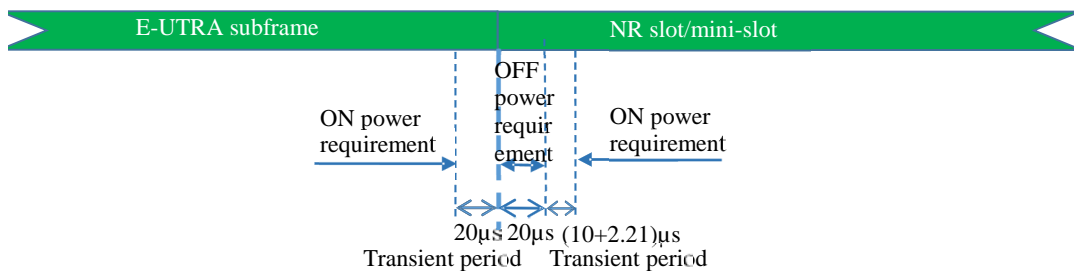 E-UTRA subframe
NR slot/mini-slot
OFF
power
requir
ement
ON power
requirement
ON power
requirement
20µs
20µs
(10+2.21)µs
Transient period
Transient period